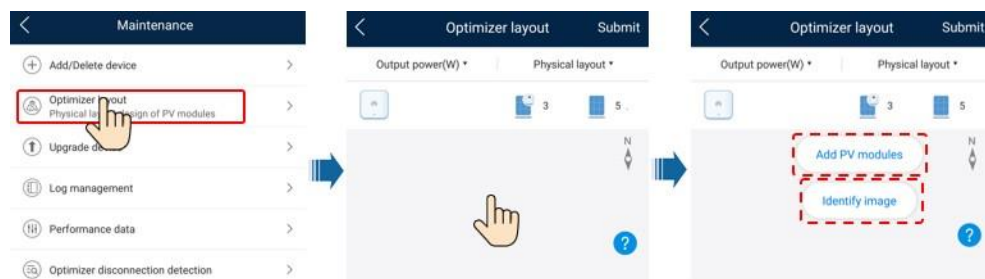 Maintenance
Add/Delete device
Optimizer layout
Physical layout design of PV modules
Upgrade device
Log management
Performance data
Optimizer disconnection detection
Optimizer layout Submit
Output power(W) Physical layout
3 5
N
?
Optimizer layout Submit
Output power(W) Physical layout
3 5
N
Add PV modules
Identify image
?